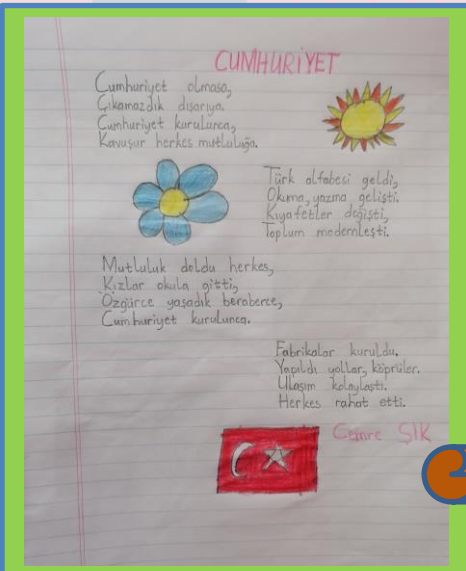 CUMHURİYET
Cumhuriyet olmasa,
Çıkamazdık dışarıya.
Cumhuriyet kurulunca,
Kavuşur herkes mutluluğa.
Türk alfabesi geldi,
Okuma, yazma gelişti.
Kıyafetler değişti,
Toplum modernleşti.
Mutluluk doldu herkes,
Kızlar okula gitti,
Özgürce yaşadık beraberce,
Cumhuriyet kurulunca.
Fabrikalar kuruldu.
Yapıldı yollar, köprüler.
Ulaşım kolaylaştı.
Herkes rahat etti.
Cemre ŞIK